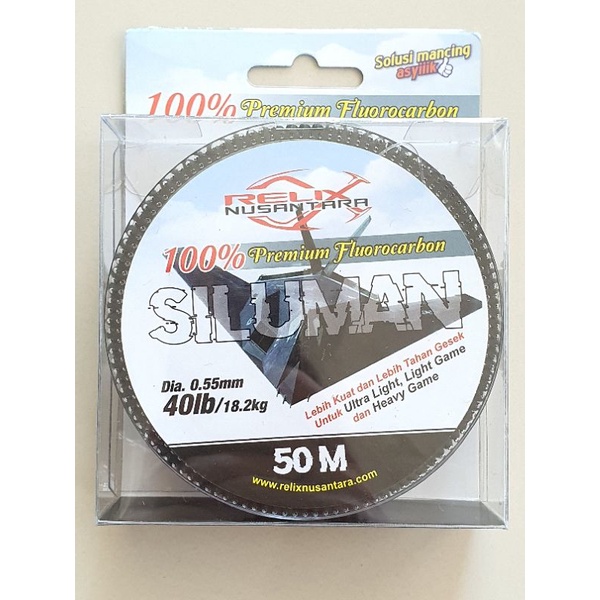 Solusi mancing
asyiiik
100% Premium Fluorocarbon
RELIX
NUSANTARA
100% Premium Fluorocarbon
SILUMAN
Dia. 0.55mm
40lb/18.2kg
Lebih Kuat dan Lebih Tahan Gesek
Untuk Ultra Light, Light Game
dan Heavy Game
50 M
www.relixnusantara.com